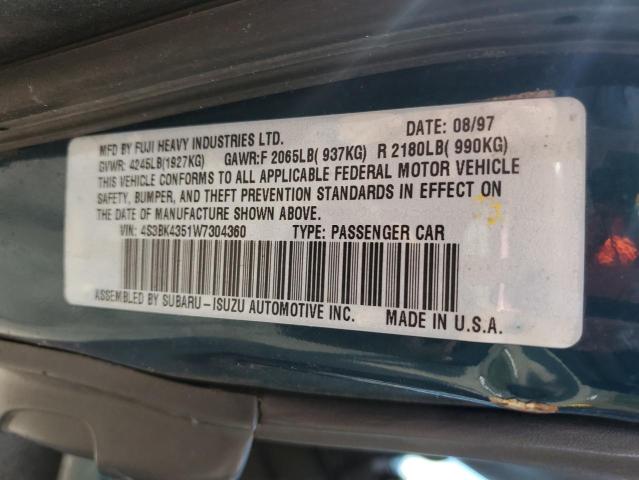 MFD BY FUJI HEAVY INDUSTRIES LTD. DATE: 08/97
GVWR: 4245LB(1927KG) GAWR:F 2065LB( 937KG) R 2180LB( 990KG)
THIS VEHICLE CONFORMS TO ALL APPLICABLE FEDERAL MOTOR VEHICLE
SAFETY, BUMPER, AND THEFT PREVENTION STANDARDS IN EFFECT ON
THE DATE OF MANUFACTURE SHOWN ABOVE.
VIN: 4S3BK4351W7304360 TYPE: PASSENGER CAR
ASSEMBLED BY SUBARU-ISUZU AUTOMOTIVE INC. MADE IN U.S.A.